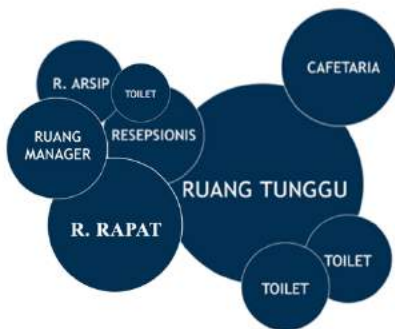 CAFETARIA
R. ARSIP
TOILET
RUANG
MANAGER
RESEPSIONIS
RUANG TUNGGU
R. RAPAT
TOILET
TOILET